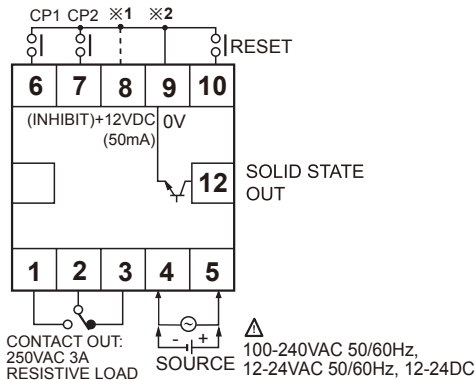 CP1 CP2 ※1 ※2
RESET
6 7 8 9 10
(INHIBIT)+12VDC 0V
(50mA)
12 SOLID STATE
OUT
1 2 3 4 5
- +
CONTACT OUT:
250VAC 3A
RESISTIVE LOAD
SOURCE
100-240VAC 50/60Hz,
12-24VAC 50/60Hz, 12-24DC